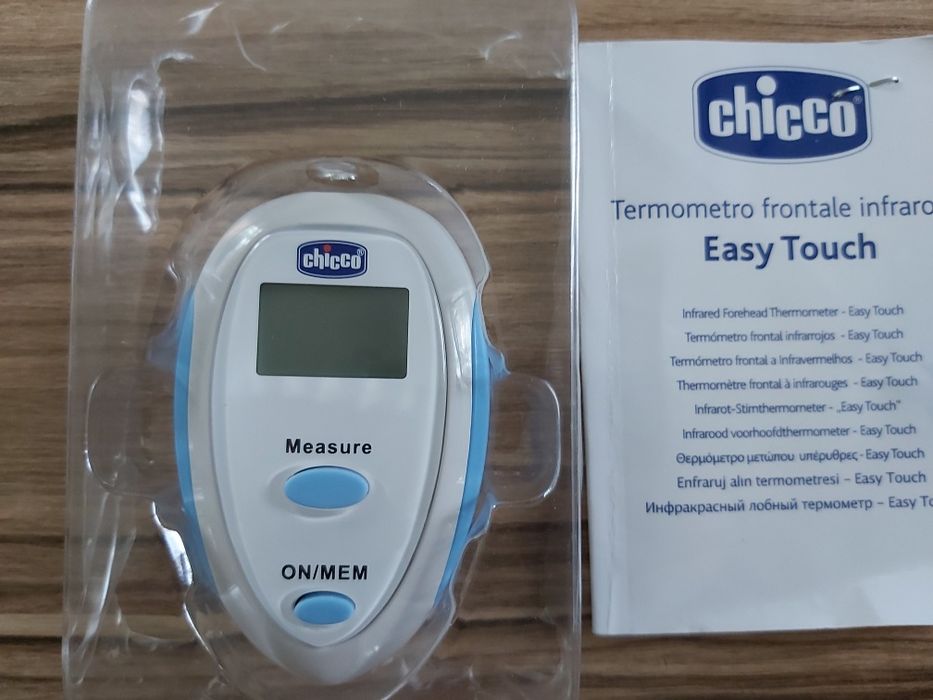 chicco
Measure
ON/MEM
chicco
Termometro frontale infraro
Easy Touch
Infrared Forehead Thermometer - Easy Touch
Termómetro frontal infrarrojos - Easy Touch
Termómetro frontal a infravermelhos - Easy Touch
Thermomètre frontal à infrarouges - Easy Touch
Infrarot-Stirnthermometer - „Easy Touch"
Infrarood voorhoofdthermometer - Easy Touch
Θερμόμετρο μετώπου υπέρυθρες - Easy Touch
Enfraruj alın termometresi – Easy Touch
Инфракрасный лобный термометр – Easy To